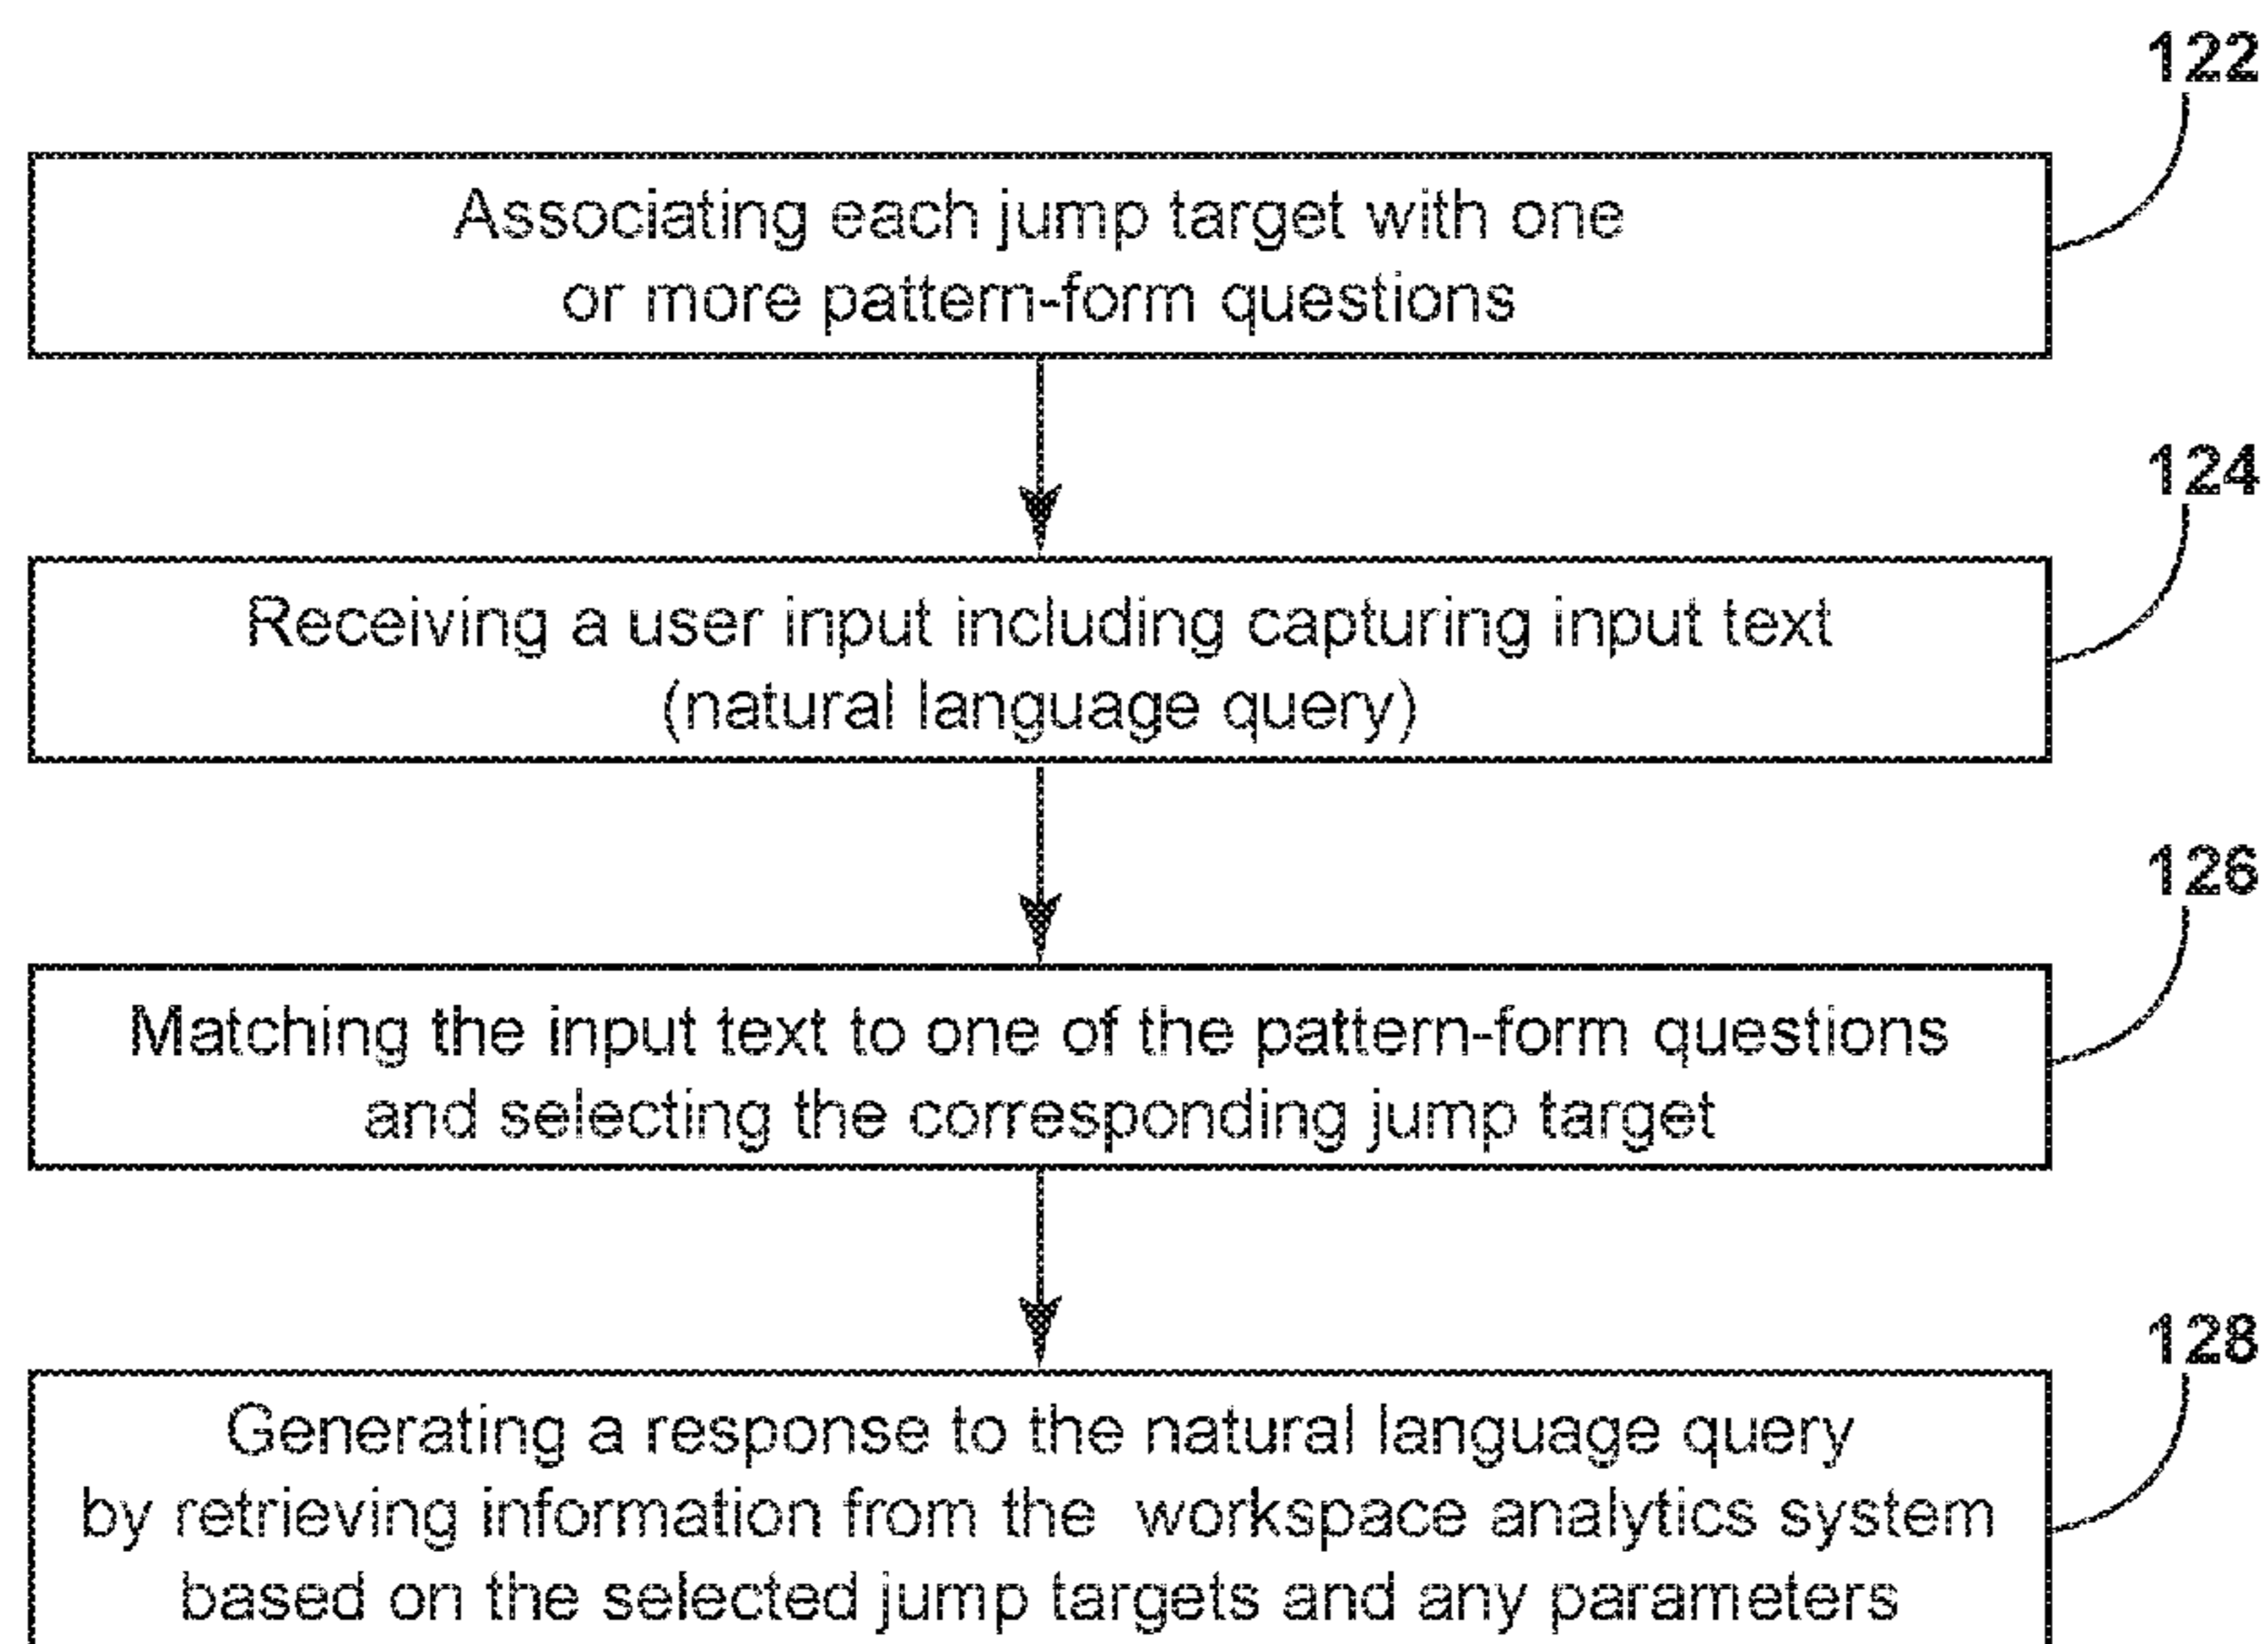 122
Associating each jump target with one
or more pattern-form questions
124
Receiving a user input including capturing input text
(natural language query)
126
Matching the input text to one of the pattern-form questions
and selecting the corresponding jump target
128
Generating a response to the natural language query
by retrieving information from the workspace analytics system
based on the selected jump targets and any parameters